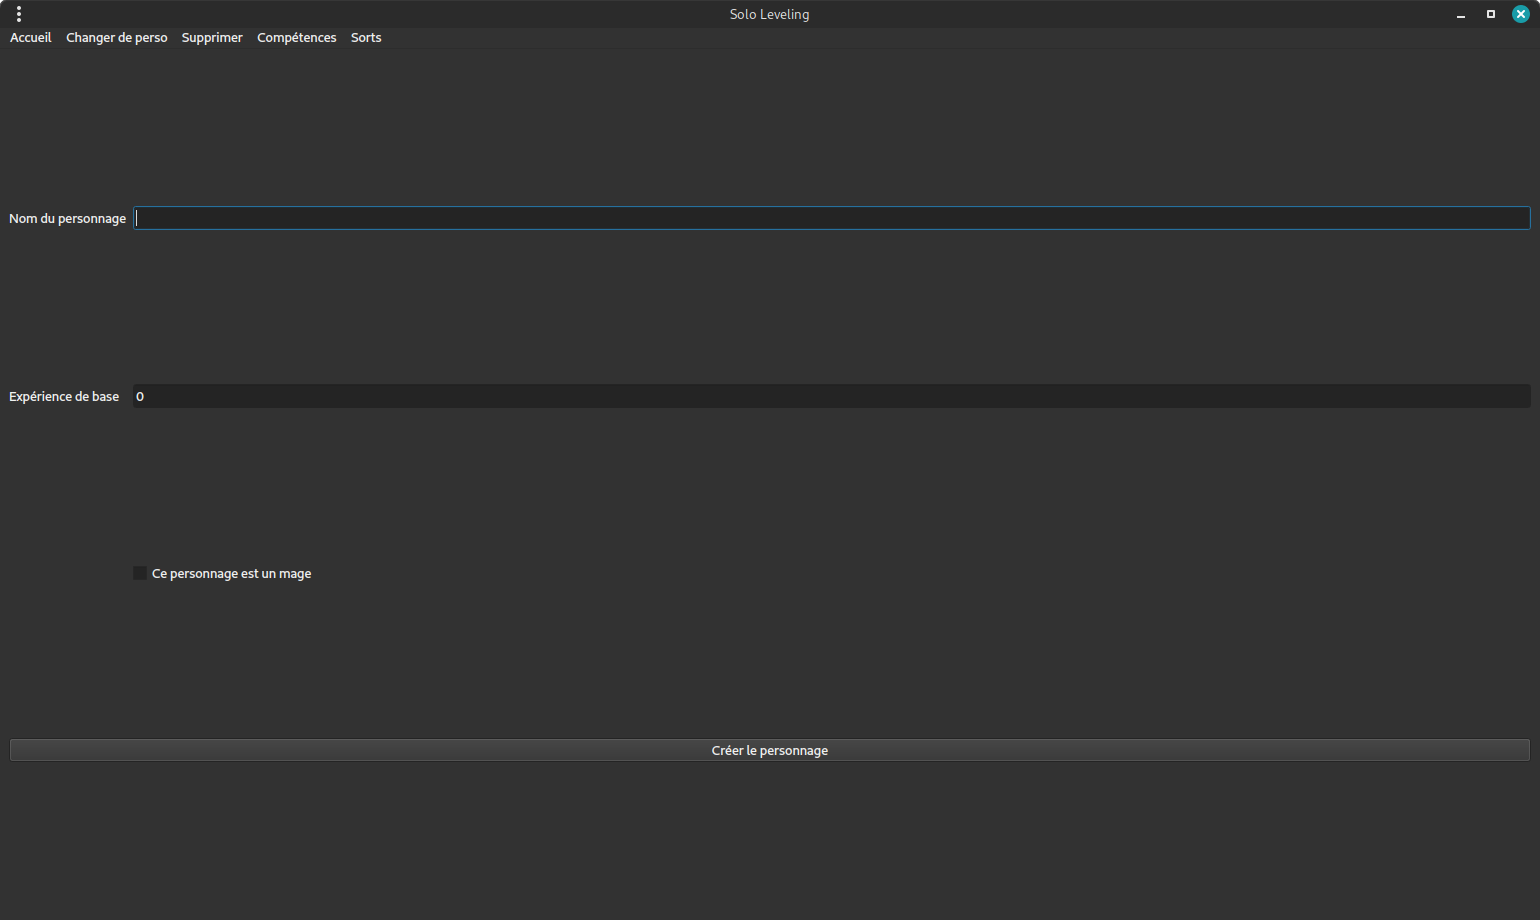 Solo Leveling
Accueil Changer de perso Supprimer Compétences Sorts
Nom du personnage
Expérience de base 0
Ce personnage est un mage
Créer le personnage